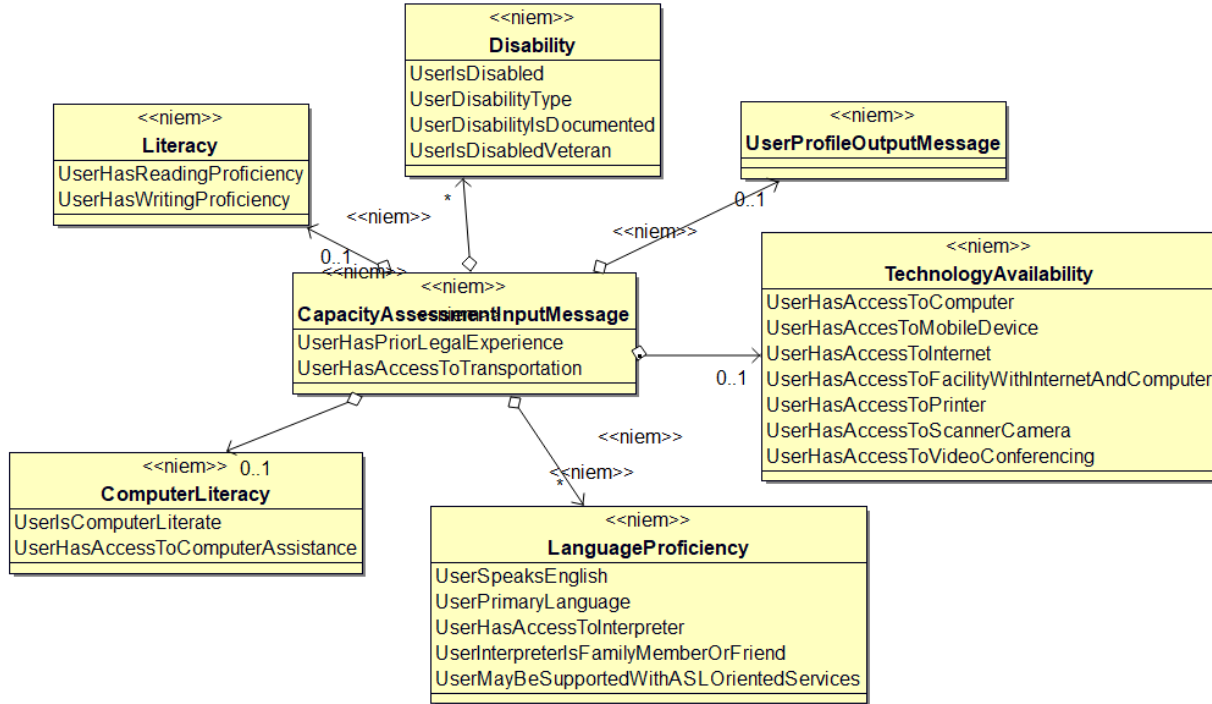 <<niem>>
Disability
UserIsDisabled
UserDisabilityType
UserDisabilityIsDocumented
UserIsDisabledVeteran
<<niem>>
Literacy
UserHasReadingProficiency
UserHasWritingProficiency
<<niem>>
UserProfileOutputMessage
*
<<niem>>
0..1
<<niem>>
0..1
<<niem>>
<<niem>>
CapacityAssessmentInputMessage
<<niem>>
UserHasPriorLegalExperience
UserHasAccessToTransportation
<<niem>>
TechnologyAvailability
UserHasAccessToComputer
UserHasAccesToMobileDevice
UserHasAccessToInternet
UserHasAccessToFacilityWithInternetAndComputer
UserHasAccessToPrinter
UserHasAccessToScannerCamera
UserHasAccessToVideoConferencing
0..1
<<niem>>
<<niem>>
*
<<niem>>
0..1
ComputerLiteracy
UserIsComputerLiterate
UserHasAccessToComputerAssistance
<<niem>>
LanguageProficiency
UserSpeaksEnglish
UserPrimaryLanguage
UserHasAccessToInterpreter
UserInterpreterIsFamilyMemberOrFriend
UserMayBeSupportedWithASLOrientedServices